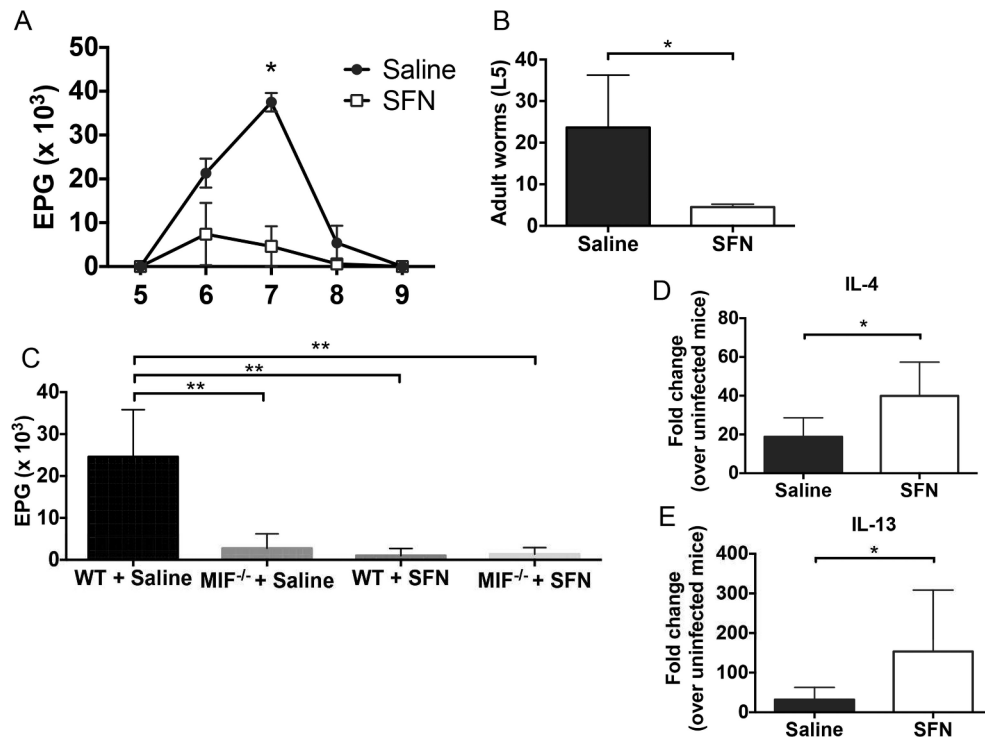 A
EPG (x 10³)
50
40
30
20
10
0
5 6 7 8 9
*
Saline
SFN
B
*
Adult worms (L5)
40
30
20
10
0
Saline SFN
C
**
**
**
EPG (x 10³)
40
30
20
10
0
WT + Saline MIF⁻/⁻ + Saline WT + SFN MIF⁻/⁻ + SFN
D
IL-4
*
Fold change
(over uninfected mice)
80
60
40
20
0
Saline SFN
E
IL-13
*
Fold change
(over uninfected mice)
400
300
200
100
0
Saline SFN